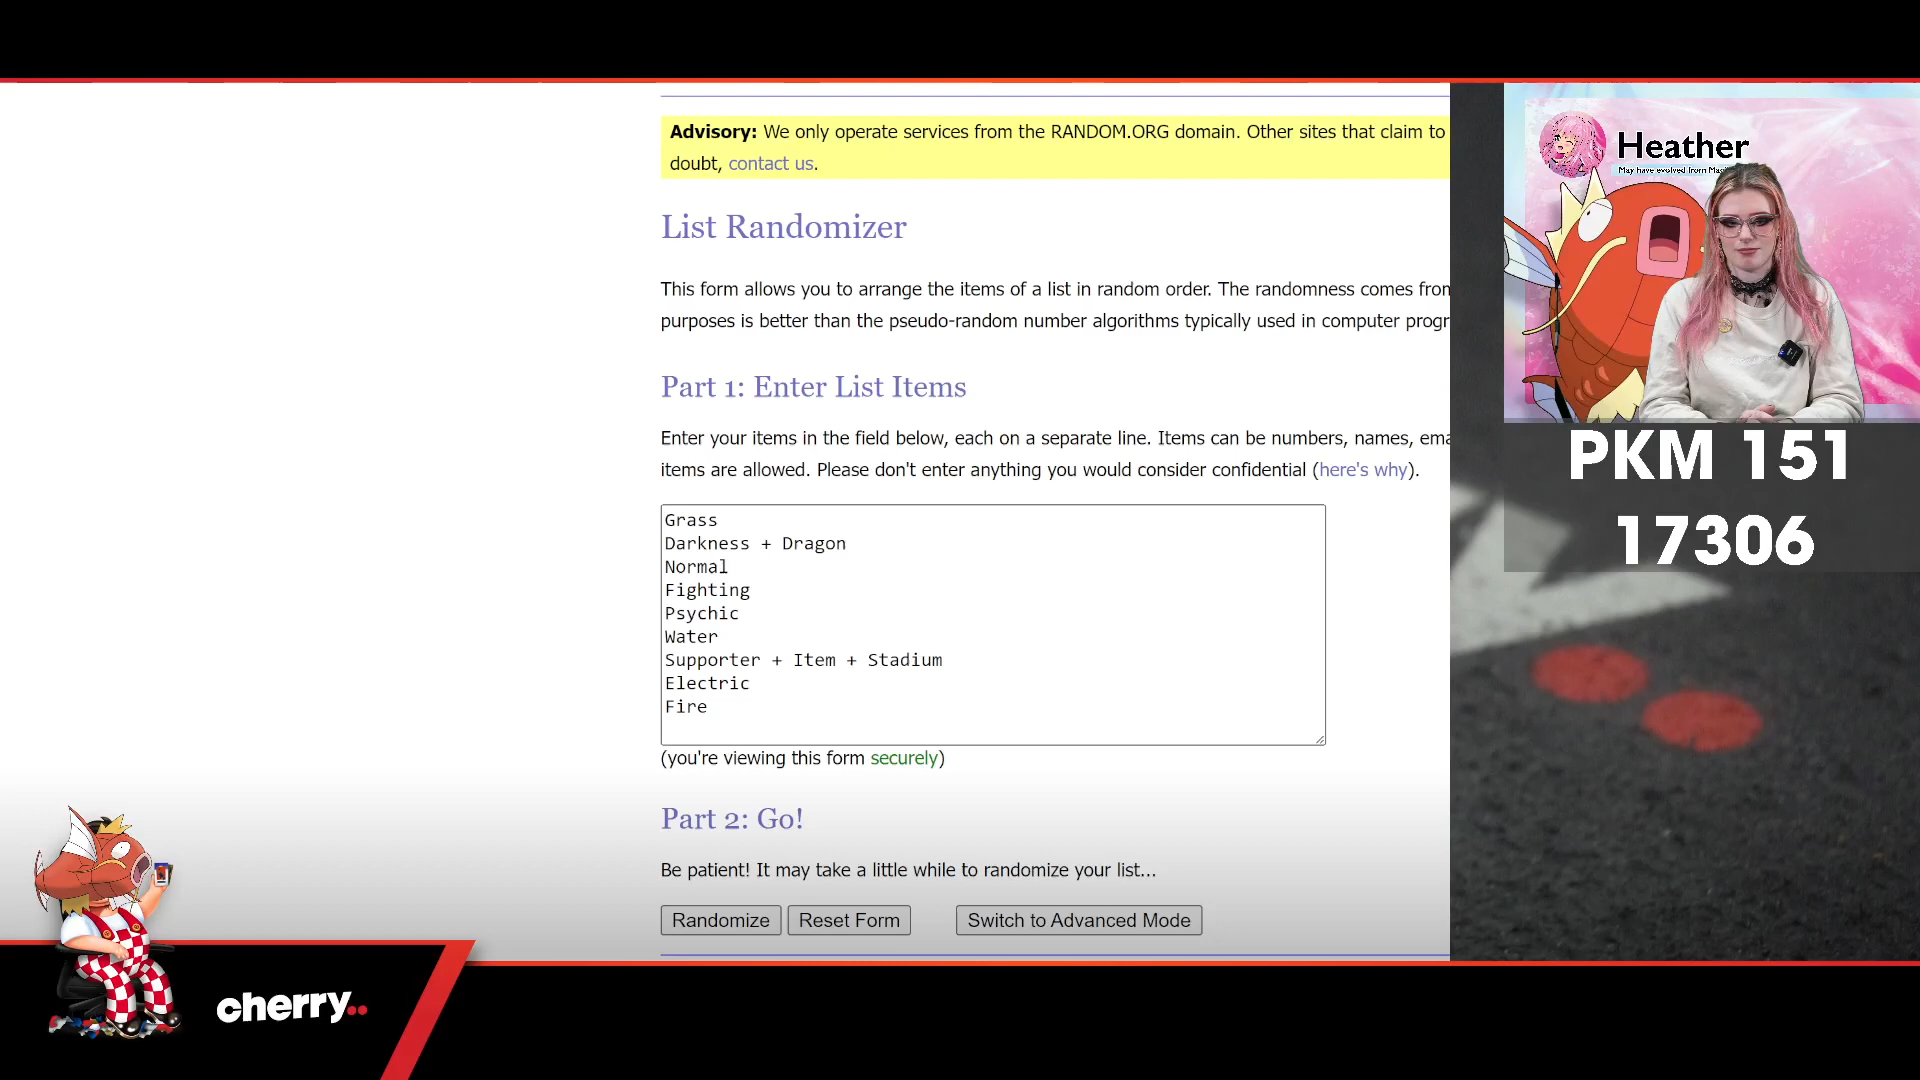 Advisory: We only operate services from the RANDOM.ORG domain. Other sites that claim to
doubt, contact us.
List Randomizer
This form allows you to arrange the items of a list in random order. The randomness comes from
purposes is better than the pseudo-random number algorithms typically used in computer progr
Part 1: Enter List Items
Enter your items in the field below, each on a separate line. Items can be numbers, names, ema
items are allowed. Please don't enter anything you would consider confidential (here's why).
Grass
Darkness + Dragon
Normal
Fighting
Psychic
Water
Supporter + Item + Stadium
Electric
Fire
(you're viewing this form securely)
Part 2: Go!
Be patient! It may take a little while to randomize your list...
Randomize Reset Form Switch to Advanced Mode
Heather
May have evolved from
PKM 151
17306
cherry..